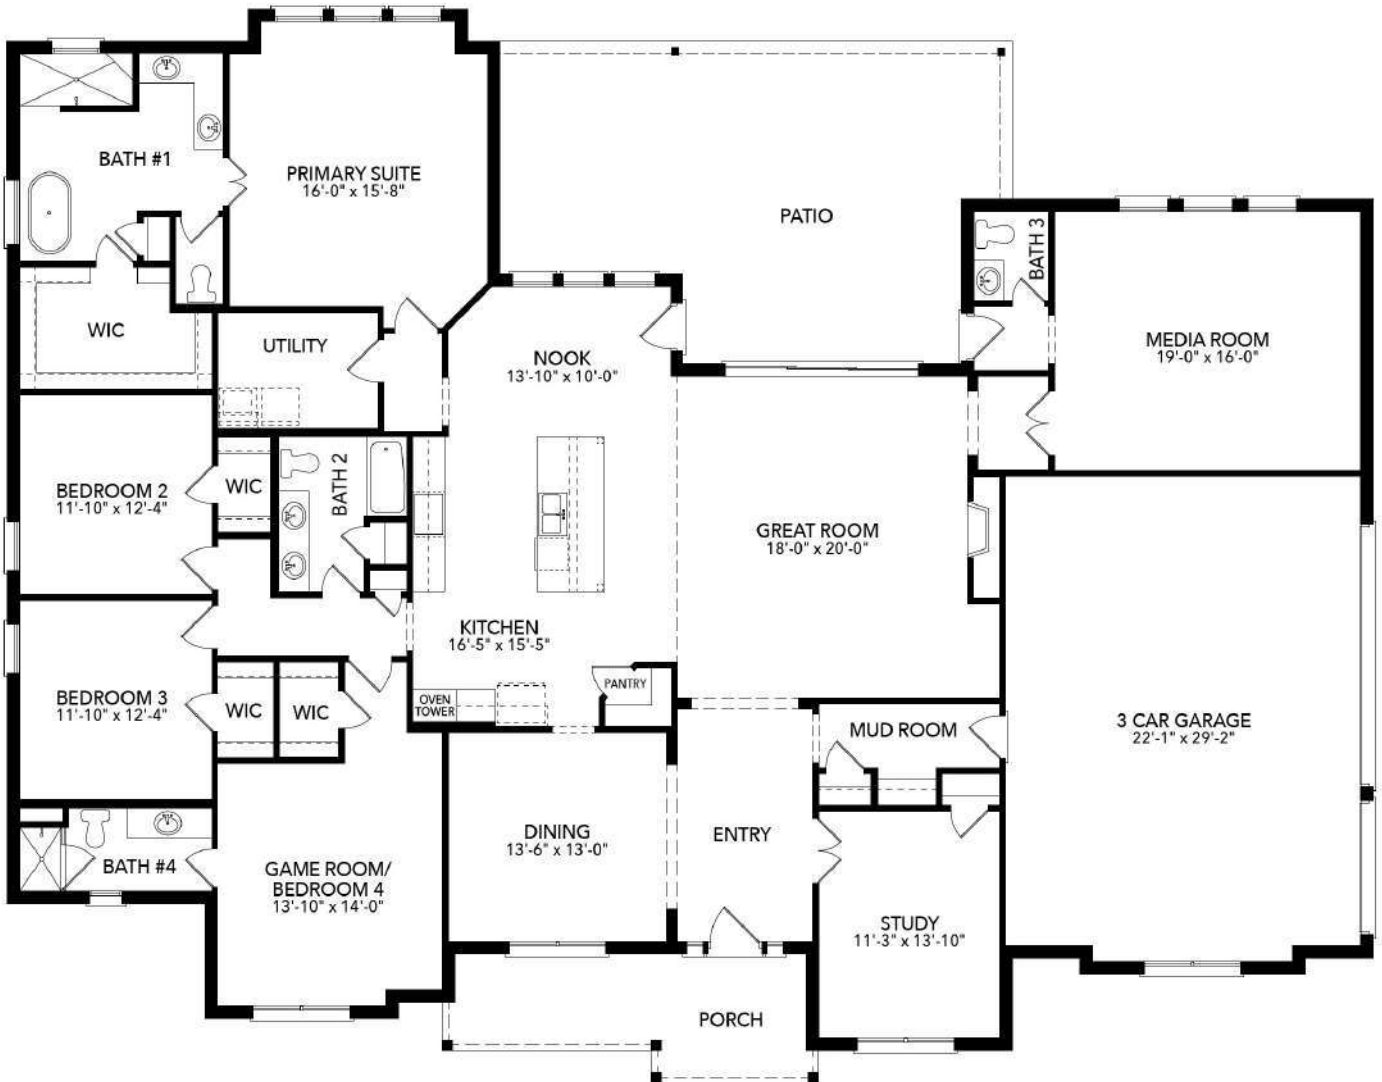 BATH #1
PRIMARY SUITE
16'-0" x 15'-8"
PATIO
BATH 3
WIC
UTILITY
NOOK
13'-10" x 10'-0"
MEDIA ROOM
19'-0" x 16'-0"
BEDROOM 2
11'-10" x 12'-4"
WIC
BATH 2
GREAT ROOM
18'-0" x 20'-0"
KITCHEN
16'-5" x 15'-5"
PANTRY
OVEN
TOWER
BEDROOM 3
11'-10" x 12'-4"
WIC
WIC
MUD ROOM
3 CAR GARAGE
22'-1" x 29'-2"
DINING
13'-6" x 13'-0"
ENTRY
BATH #4
GAME ROOM/
BEDROOM 4
13'-10" x 14'-0"
STUDY
11'-3" x 13'-10"
PORCH